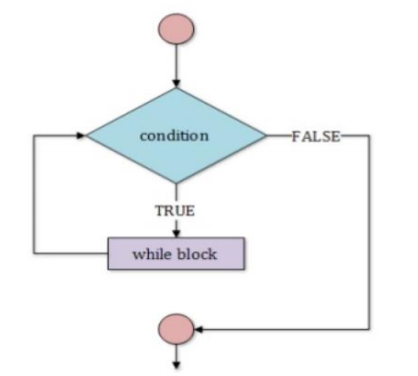 condition
FALSE
TRUE
while block